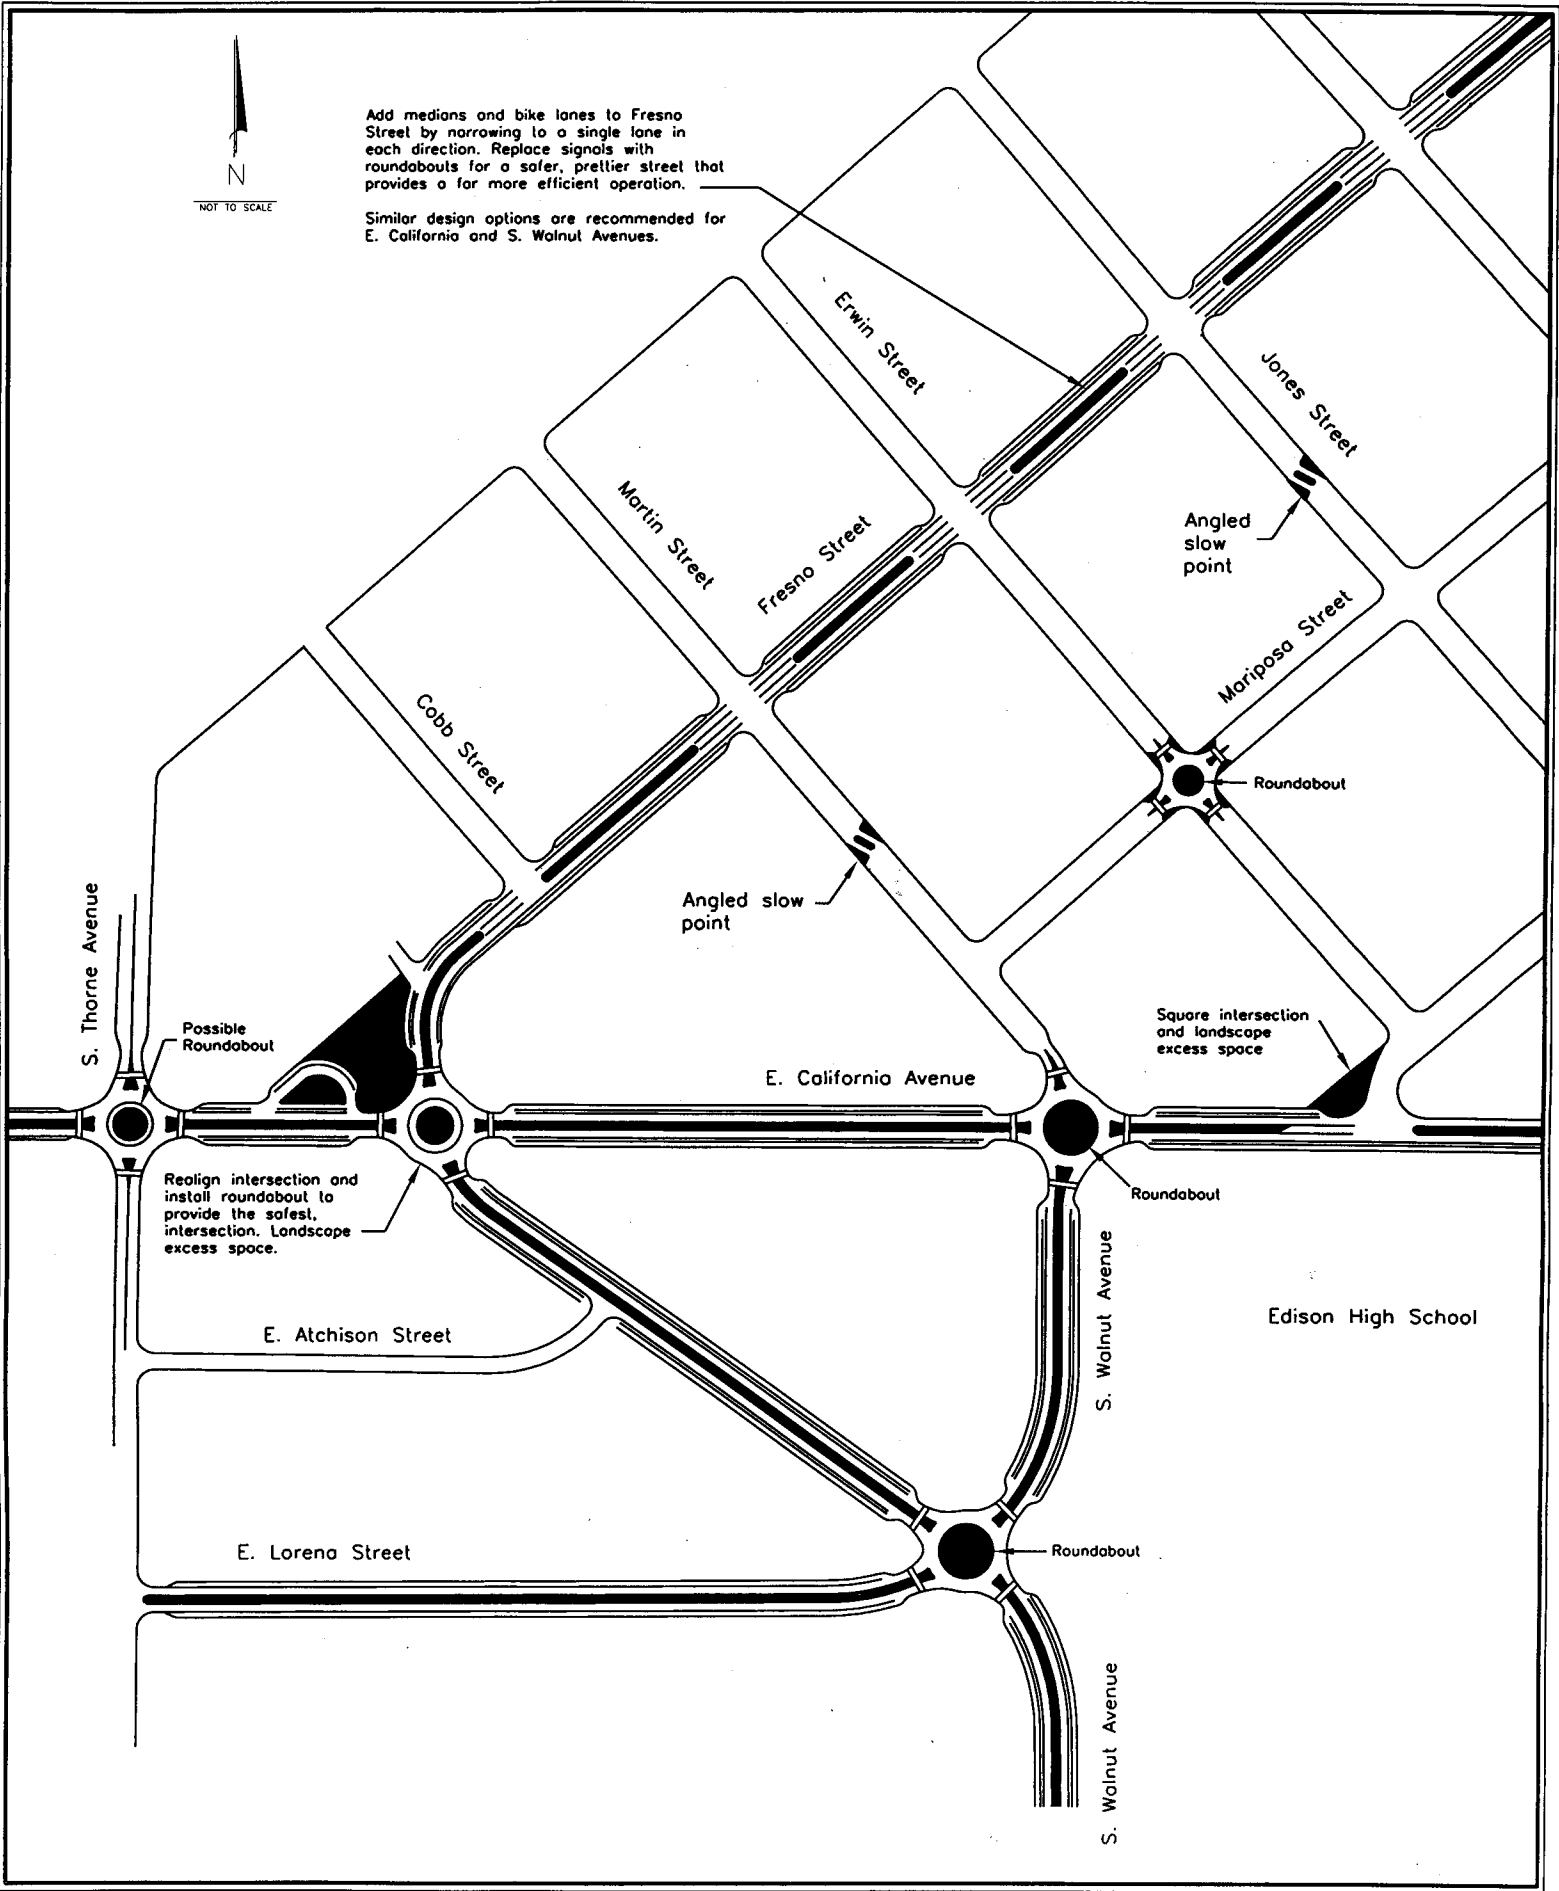 Add medians and bike lanes to Fresno
Street by narrowing to a single lane in
each direction. Replace signals with
roundabouts for a safer, prettier street that
provides a far more efficient operation.
Similar design options are recommended for
E. California and S. Walnut Avenues.
N
NOT TO SCALE
Erwin Street
Jones Street
Martin Street
Fresno Street
Angled
slow
point
Mariposa Street
Cobb Street
Roundabout
Angled slow
point
S. Thorne Avenue
Possible
Roundabout
Square intersection
and landscape
excess space
E. California Avenue
Realign intersection and
install roundabout to
provide the safest,
intersection. Landscape
excess space.
Roundabout
S. Walnut Avenue
Edison High School
E. Atchison Street
E. Lorena Street
Roundabout
S. Walnut Avenue